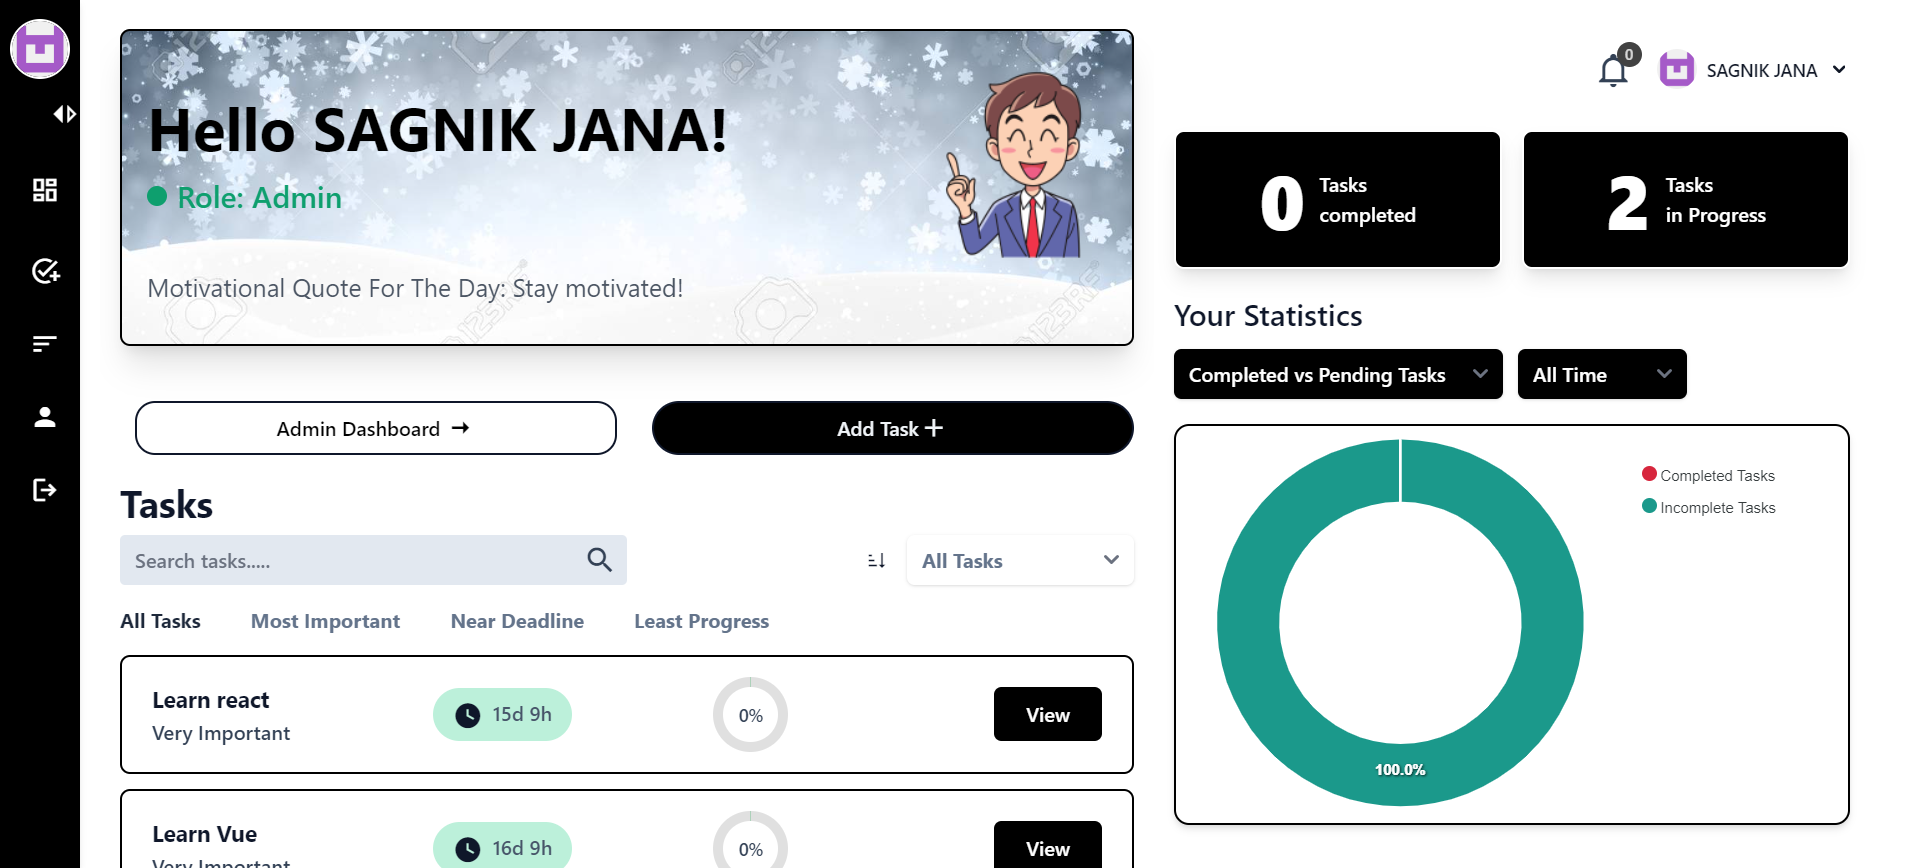 Hello SAGNIK JANA!
Role: Admin
Motivational Quote For The Day: Stay motivated!
123RF
123RF
123RF
0
SAGNIK JANA
0 Tasks completed
2 Tasks in Progress
Your Statistics
Completed vs Pending Tasks
All Time
Completed Tasks
Incomplete Tasks
100.0%
Admin Dashboard
Add Task
Tasks
Search tasks.....
All Tasks
All Tasks
Most Important
Near Deadline
Least Progress
Learn react
Very Important
15d 9h
0%
View
Learn Vue
Very Important
16d 9h
0%
View